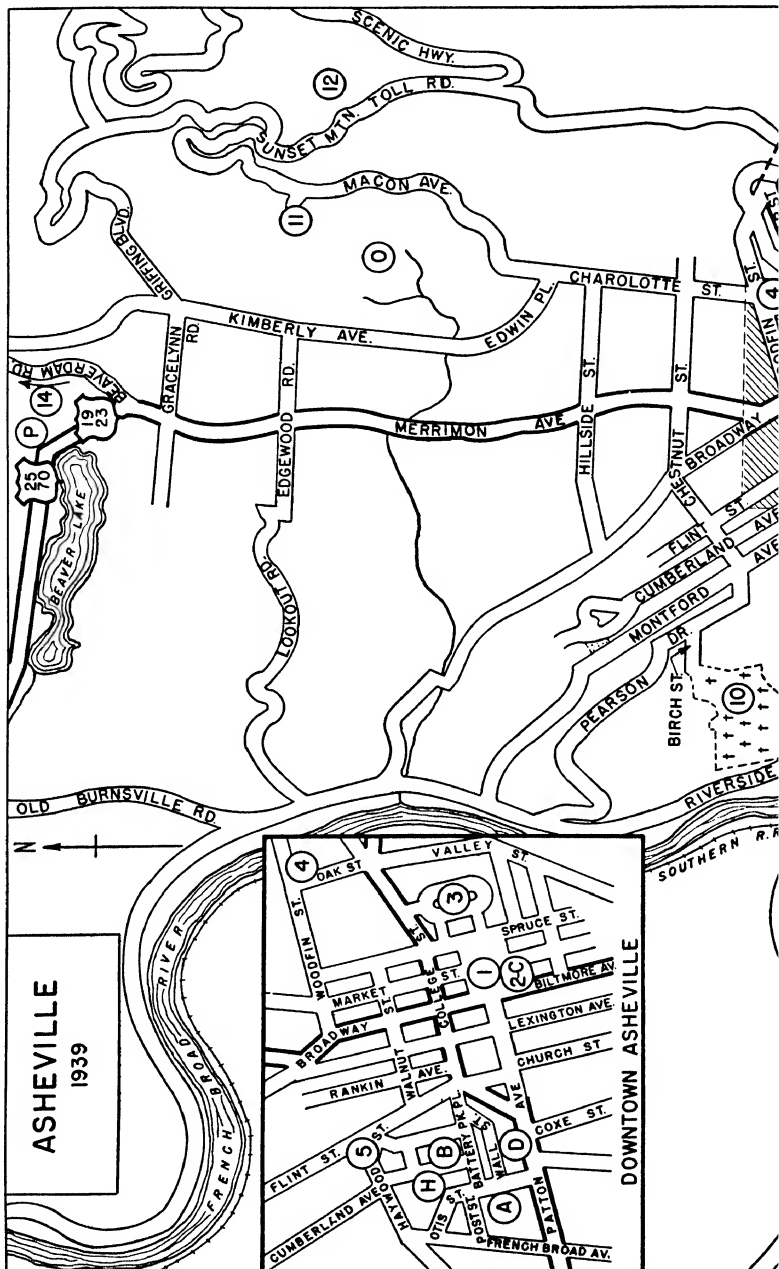 ASHEVILLE
1939
N
OLD BURNSVILLE RD.
BEAVER LAKE
25
70
P
14
19
23
BEAVERDAM RD.
GRIFFING BLVD.
GRACELYNN
RD.
KIMBERLY AVE.
EDGEWOOD RD.
LOOKOUT RD.
MERRIMON AVE
EDWIN PL.
O
11
MACON AVE.
SUNSET MTN. TOLL RD.
12
SCENIC HWY.
CHAROLOTTE ST.
HILLSIDE ST.
CHESTNUT ST.
BROADWAY
FLINT ST.
CUMBERLAND AVE
MONTFORD AVE
PEARSON DR.
BIRCH ST.
10
RIVERSIDE
SOUTHERN R.R
FRENCH BROAD RIVER
ST.
4
ST
DOWNTOWN ASHEVILLE
WOODFIN ST.
4
OAK ST
VALLEY ST.
3
SPRUCE ST.
COLLEGE ST.
MARKET ST.
1
2C
BILTMORE AV.
BROADWAY
WALNUT
LEXINGTON AVE.
RANKIN AVE.
CHURCH ST
FLINT ST.
5
HAYWOOD ST.
BATTERY PK. PL.
B
H
WALL ST.
D
COXE ST.
CUMBERLAND AVE
OTIS ST.
POST ST.
A
PATTON AVE
FRENCH BROAD AV.